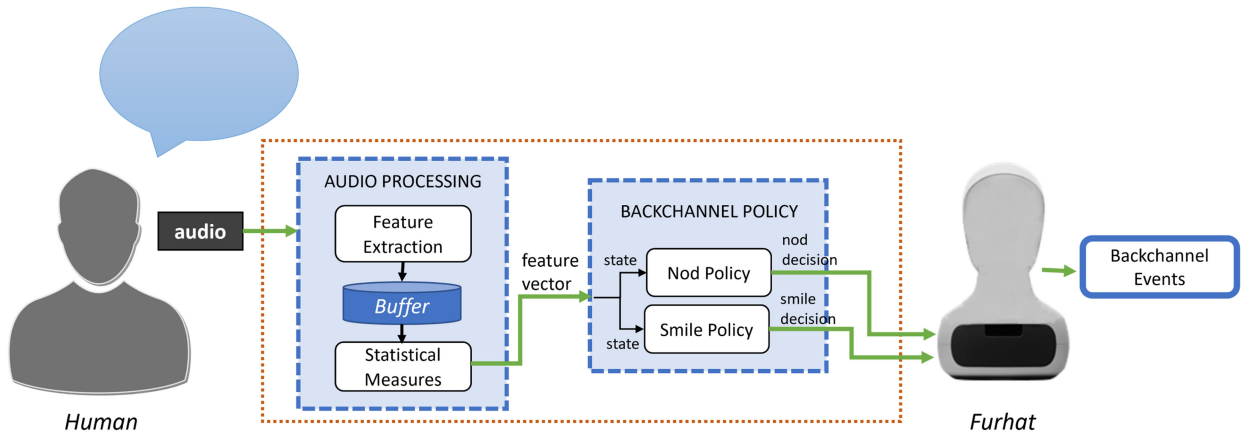 audio
Human
AUDIO PROCESSING
Feature
Extraction
Buffer
Statistical
Measures
feature
vector
BACKCHANNEL POLICY
state
Nod Policy
nod
decision
state
Smile Policy
smile
decision
Furhat
Backchannel
Events